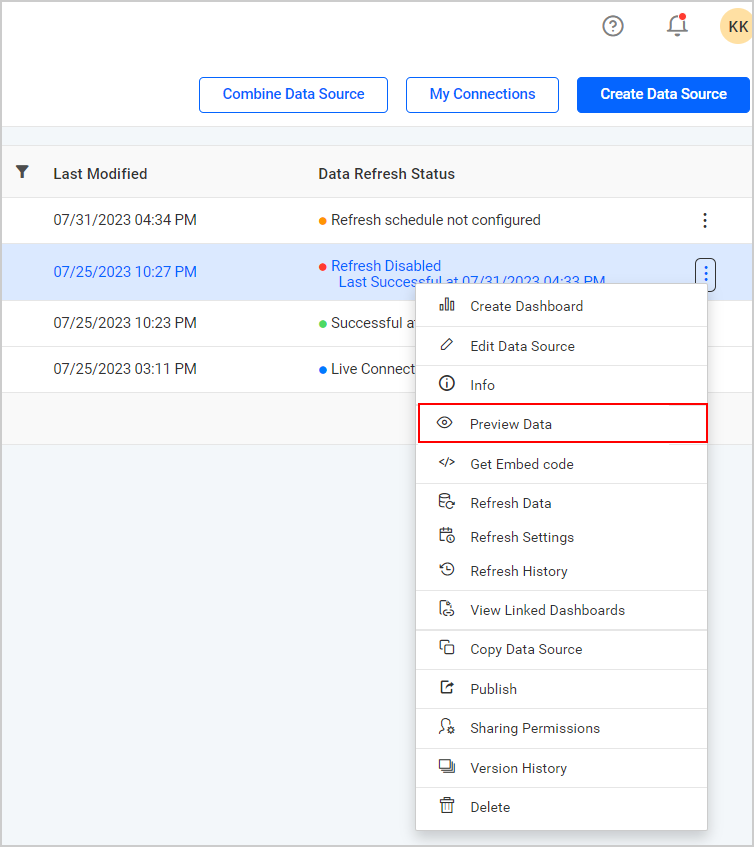 KK
Combine Data Source
My Connections
Create Data Source
Last Modified
Data Refresh Status
07/31/2023 04:34 PM
Refresh schedule not configured
07/25/2023 10:27 PM
Refresh Disabled
Last Successful at 07/31/2023 04:33 PM
07/25/2023 10:23 PM
Successful at
07/25/2023 03:11 PM
Live Connect
Create Dashboard
Edit Data Source
Info
Preview Data
Get Embed code
Refresh Data
Refresh Settings
Refresh History
View Linked Dashboards
Copy Data Source
Publish
Sharing Permissions
Version History
Delete